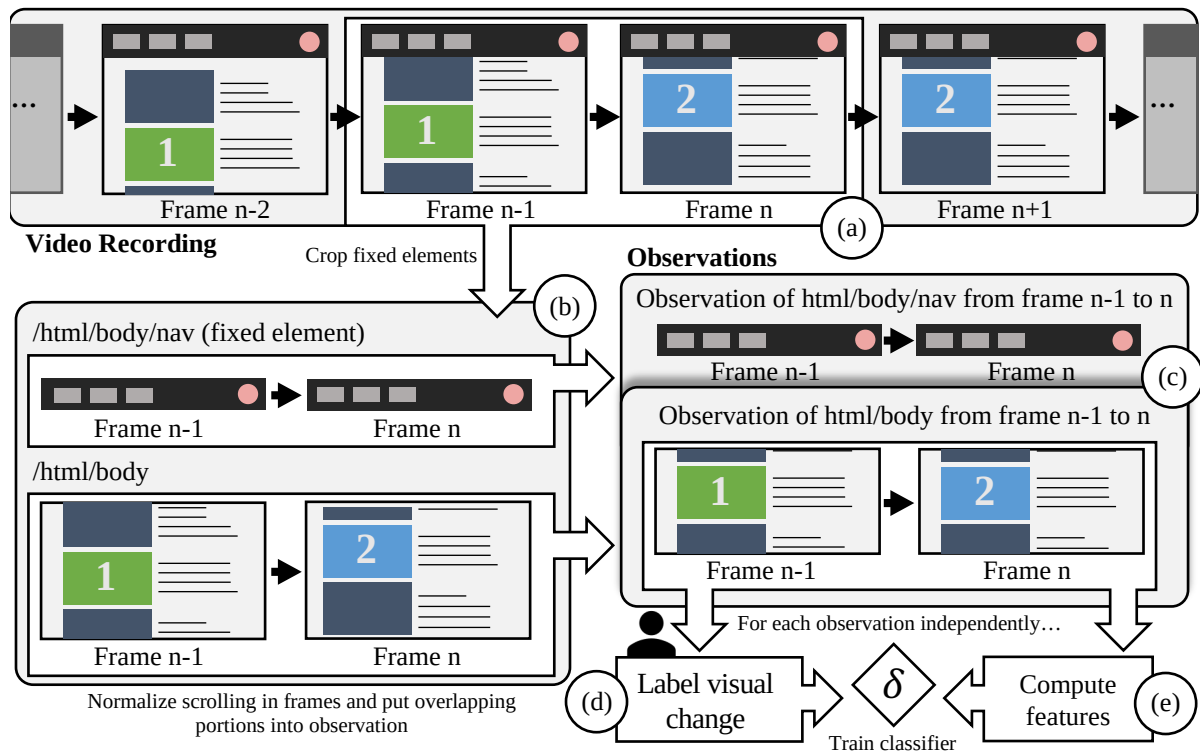 ...
1
1
2
2
...
Frame n-2
Frame n-1
Frame n
Frame n+1
(a)
Video Recording
Crop fixed elements
(b)
/html/body/nav (fixed element)
Frame n-1
Frame n
/html/body
1
2
Frame n-1
Frame n
Normalize scrolling in frames and put overlapping
portions into observation
Observations
Observation of html/body/nav from frame n-1 to n
Frame n-1
Frame n
(c)
Observation of html/body from frame n-1 to n
1
2
Frame n-1
Frame n
For each observation independently…
(d)
Label visual
change
δ
Train classifier
Compute
features
(e)